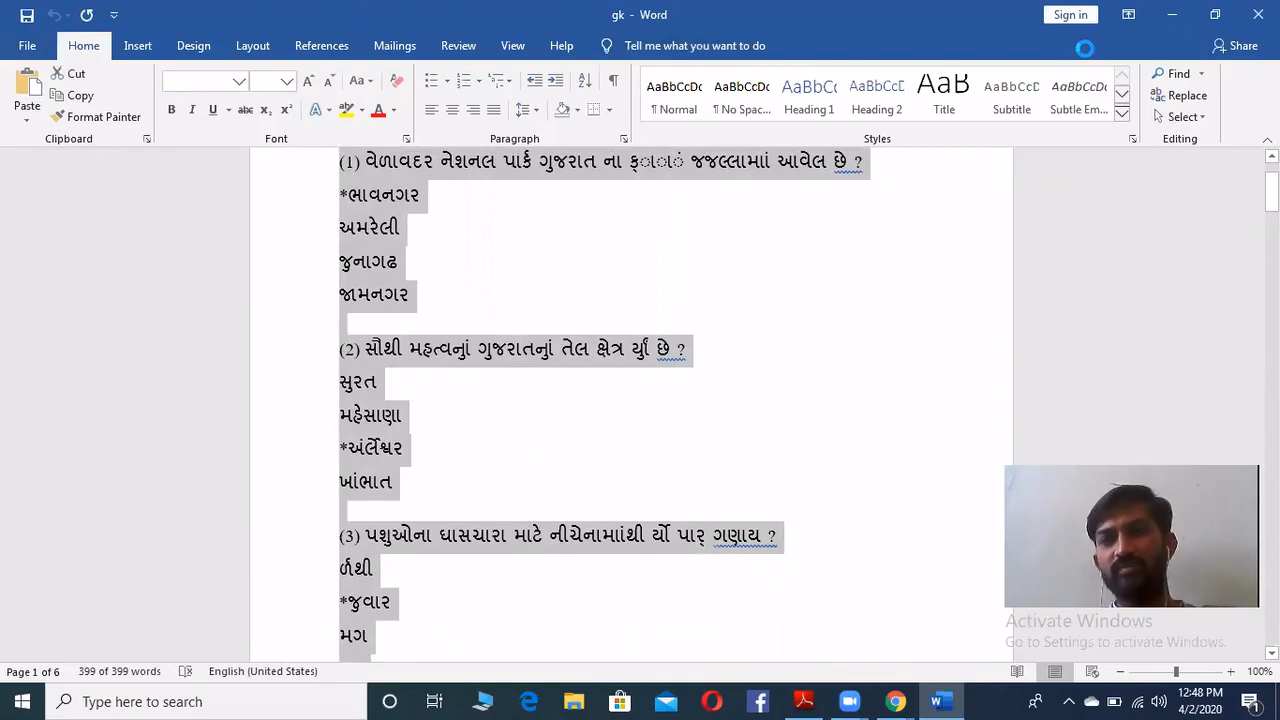 gk - Word
Sign in
File Home Insert Design Layout References Mailings Review View Help Tell me what you want to do Share
Paste
Cut
Copy
Format Painter
Clipboard
Font
Paragraph
AaBbCcDc AaBbCcDc AaBbCc AaBbCcC AaB AaBbCcD AaBbCcDc
¶ Normal ¶ No Spac... Heading 1 Heading 2 Title Subtitle Subtle Em...
Styles
Find
Replace
Select
Editing
(1) વેળાવદર નેશનલ પાર્ક ગુજરાત ના ક્ાાં જજલ્લામાાં આવેલ છે ?
*ભાવનગર
અમરેલી
જુનાગઢ
જામનગર
(2) સૌથી મહત્વનું ગુજરાતનું તેલ ક્ષેત્ર ર્યું છે ?
સુરત
મહેસાણા
*અંર્લેશ્વર
ખાંભાત
(3) પશુઓના ઘાસચારા માટે નીચેનામાાંથી ર્યો પાર્ ગણાય ?
ર્મથી
*જુવાર
મગ
Activate Windows
Go to Settings to activate Windows.
Page 1 of 6 399 of 399 words English (United States) 100%
Type here to search
12:48 PM
4/2/2020